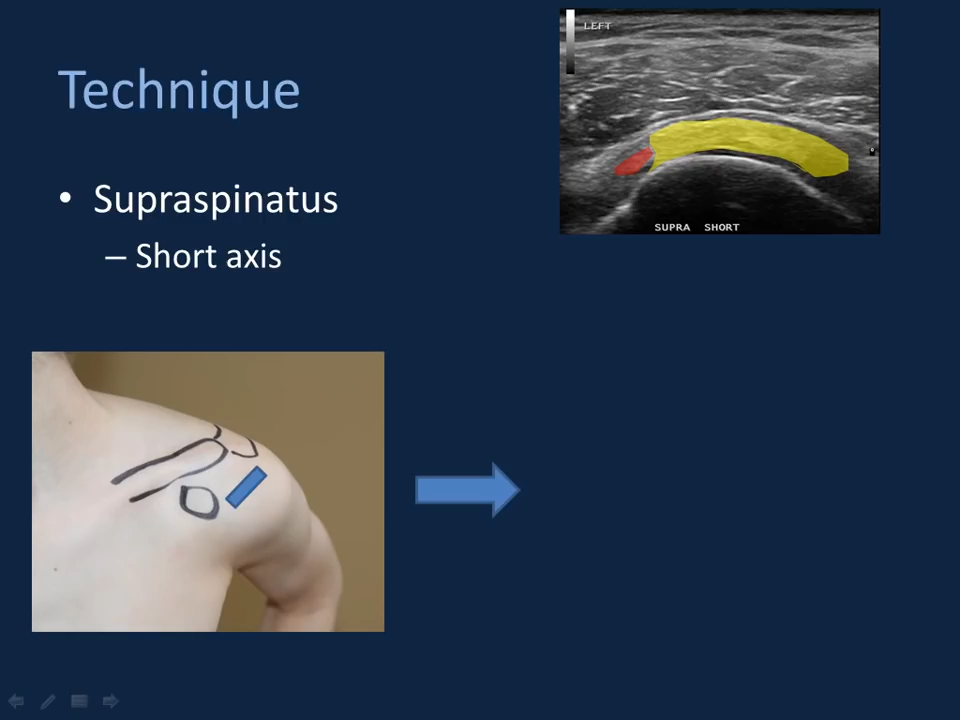 LEFT
Technique
• Supraspinatus
– Short axis
SUPRA SHORT